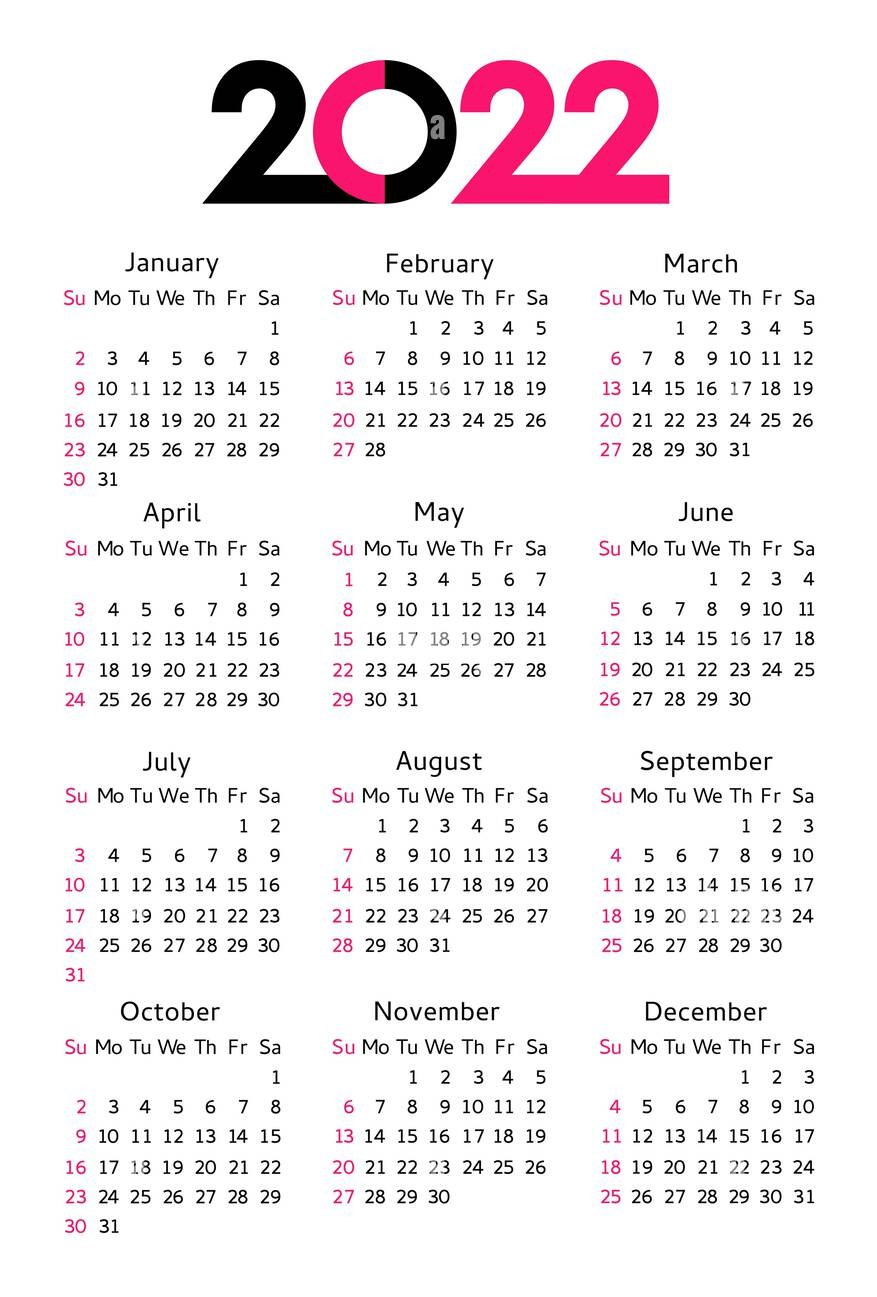 2022
a
January February March
Su Mo Tu We Th Fr Sa Su Mo Tu We Th Fr Sa Su Mo Tu We Th Fr Sa
1 1 2 3 4 5 1 2 3 4 5
2 3 4 5 6 7 8 6 7 8 9 10 11 12 6 7 8 9 10 11 12
9 10 11 12 13 14 15 13 14 15 16 17 18 19 13 14 15 16 17 18 19
16 17 18 19 20 21 22 20 21 22 23 24 25 26 20 21 22 23 24 25 26
23 24 25 26 27 28 29 27 28 27 28 29 30 31
30 31
April May June
Su Mo Tu We Th Fr Sa Su Mo Tu We Th Fr Sa Su Mo Tu We Th Fr Sa
1 2 1 2 3 4 5 6 7 1 2 3 4
3 4 5 6 7 8 9 8 9 10 11 12 13 14 5 6 7 8 9 10 11
10 11 12 13 14 15 16 15 16 17 18 19 20 21 12 13 14 15 16 17 18
17 18 19 20 21 22 23 22 23 24 25 26 27 28 19 20 21 22 23 24 25
24 25 26 27 28 29 30 29 30 31 26 27 28 29 30
July August September
Su Mo Tu We Th Fr Sa Su Mo Tu We Th Fr Sa Su Mo Tu We Th Fr Sa
1 2 1 2 3 4 5 6 1 2 3
3 4 5 6 7 8 9 7 8 9 10 11 12 13 4 5 6 7 8 9 10
10 11 12 13 14 15 16 14 15 16 17 18 19 20 11 12 13 14 15 16 17
17 18 19 20 21 22 23 21 22 23 24 25 26 27 18 19 20 21 22 23 24
24 25 26 27 28 29 30 28 29 30 31 25 26 27 28 29 30
31
October November December
Su Mo Tu We Th Fr Sa Su Mo Tu We Th Fr Sa Su Mo Tu We Th Fr Sa
1 1 2 3 4 5 1 2 3
2 3 4 5 6 7 8 6 7 8 9 10 11 12 4 5 6 7 8 9 10
9 10 11 12 13 14 15 13 14 15 16 17 18 19 11 12 13 14 15 16 17
16 17 18 19 20 21 22 20 21 22 23 24 25 26 18 19 20 21 22 23 24
23 24 25 26 27 28 29 27 28 29 30 25 26 27 28 29 30 31
30 31